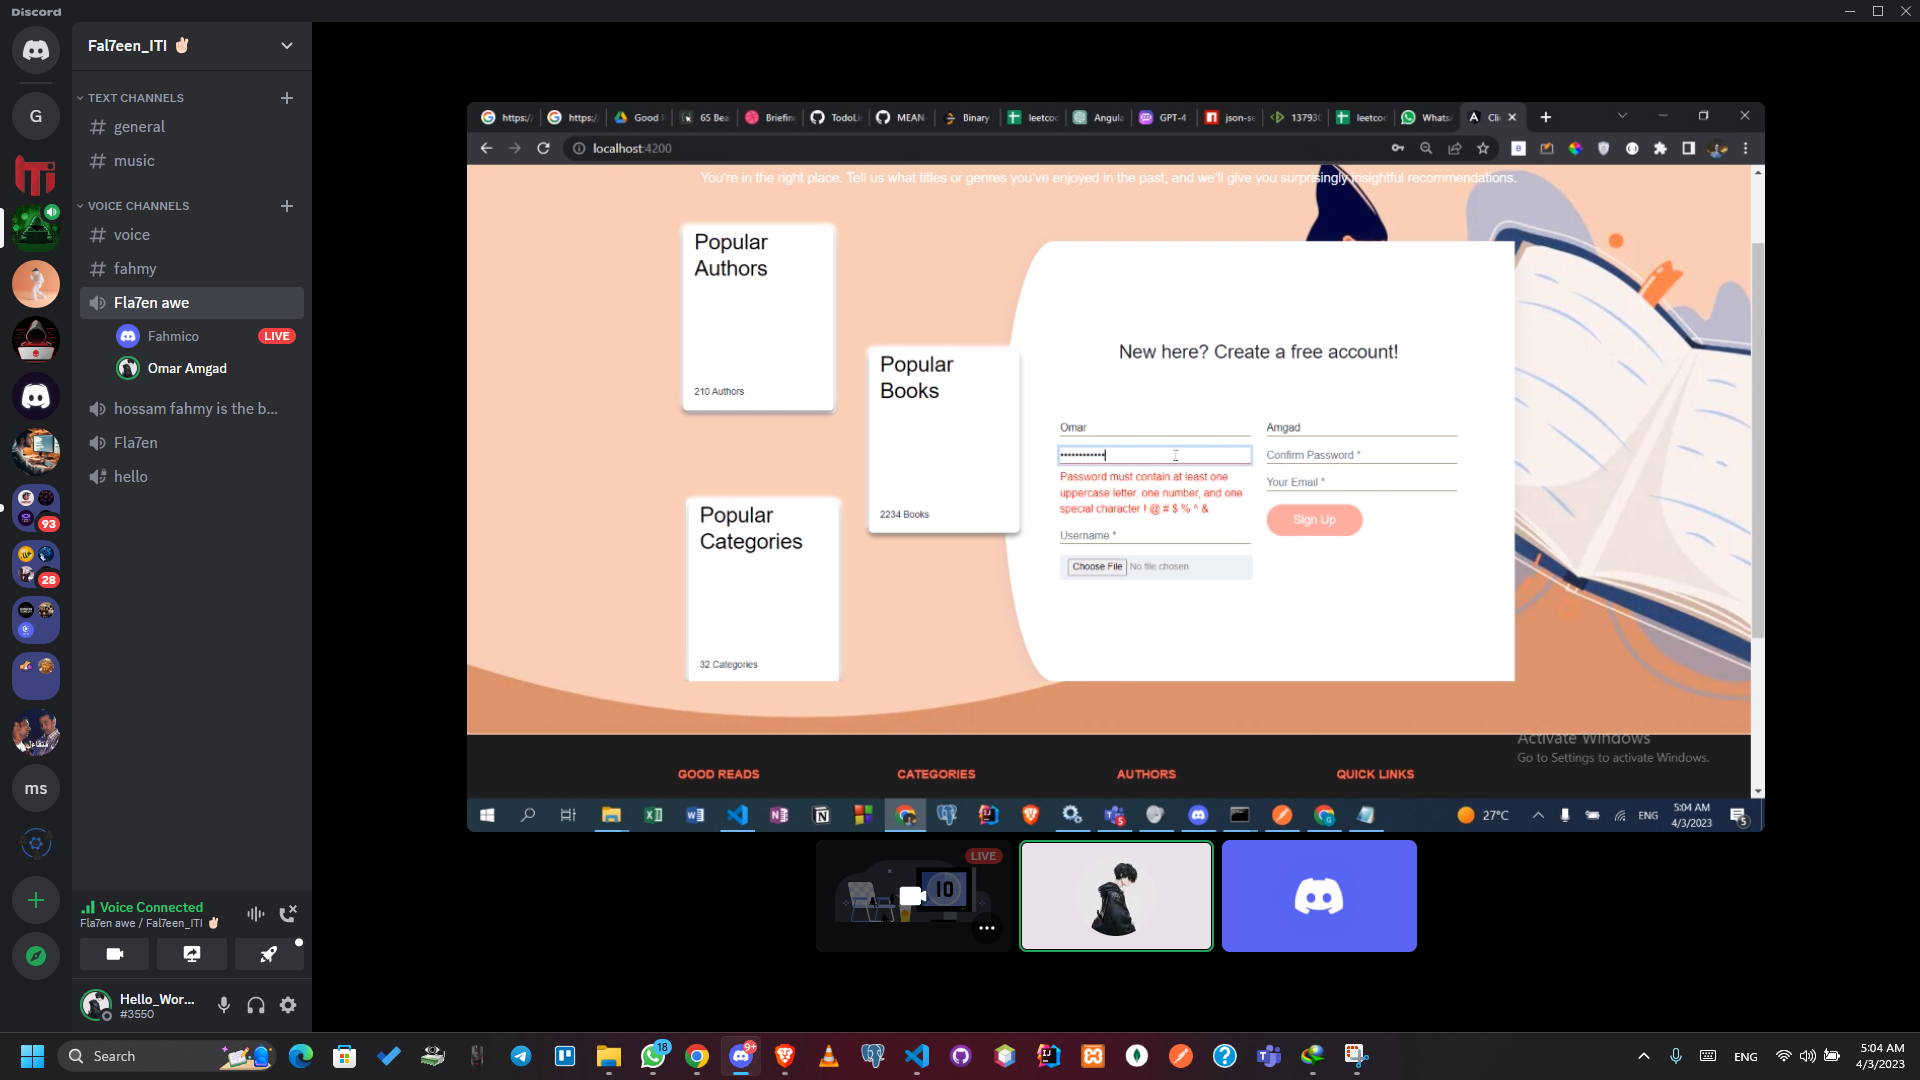 Discord
Fal7een_ITI ✌🏻
TEXT CHANNELS
general
music
VOICE CHANNELS
voice
fahmy
Fla7en awe
Fahmico
LIVE
Omar Amgad
hossam fahmy is the b...
Fla7en
hello
G
93
28
ms
Voice Connected
Fla7en awe / Fal7een_ITI ✌🏻
Hello_Wor...
#3550
https:/
https:/
Good
65 Bea
Briefin
TodoLi
MEAN
Binary
leetcoc
Angula
GPT-4
json-se
13793
leetcoc
Whats
Cli
localhost:4200
You're in the right place. Tell us what titles or genres you've enjoyed in the past, and we'll give you surprisingly insightful recommendations.
Popular
Authors
210 Authors
Popular
Books
2234 Books
Popular
Categories
32 Categories
New here? Create a free account!
Omar
Amgad
••••••••••••
Confirm Password *
Password must contain at least one
uppercase letter, one number, and one
special character ! @ # $ % ^ &
Your Email *
Sign Up
Username *
Choose File No file chosen
Activate Windows
Go to Settings to activate Windows.
GOOD READS
CATEGORIES
AUTHORS
QUICK LINKS
27°C
ENG
5:04 AM
4/3/2023
5
LIVE
10
Search
18
9+
ENG
5:04 AM
4/3/2023